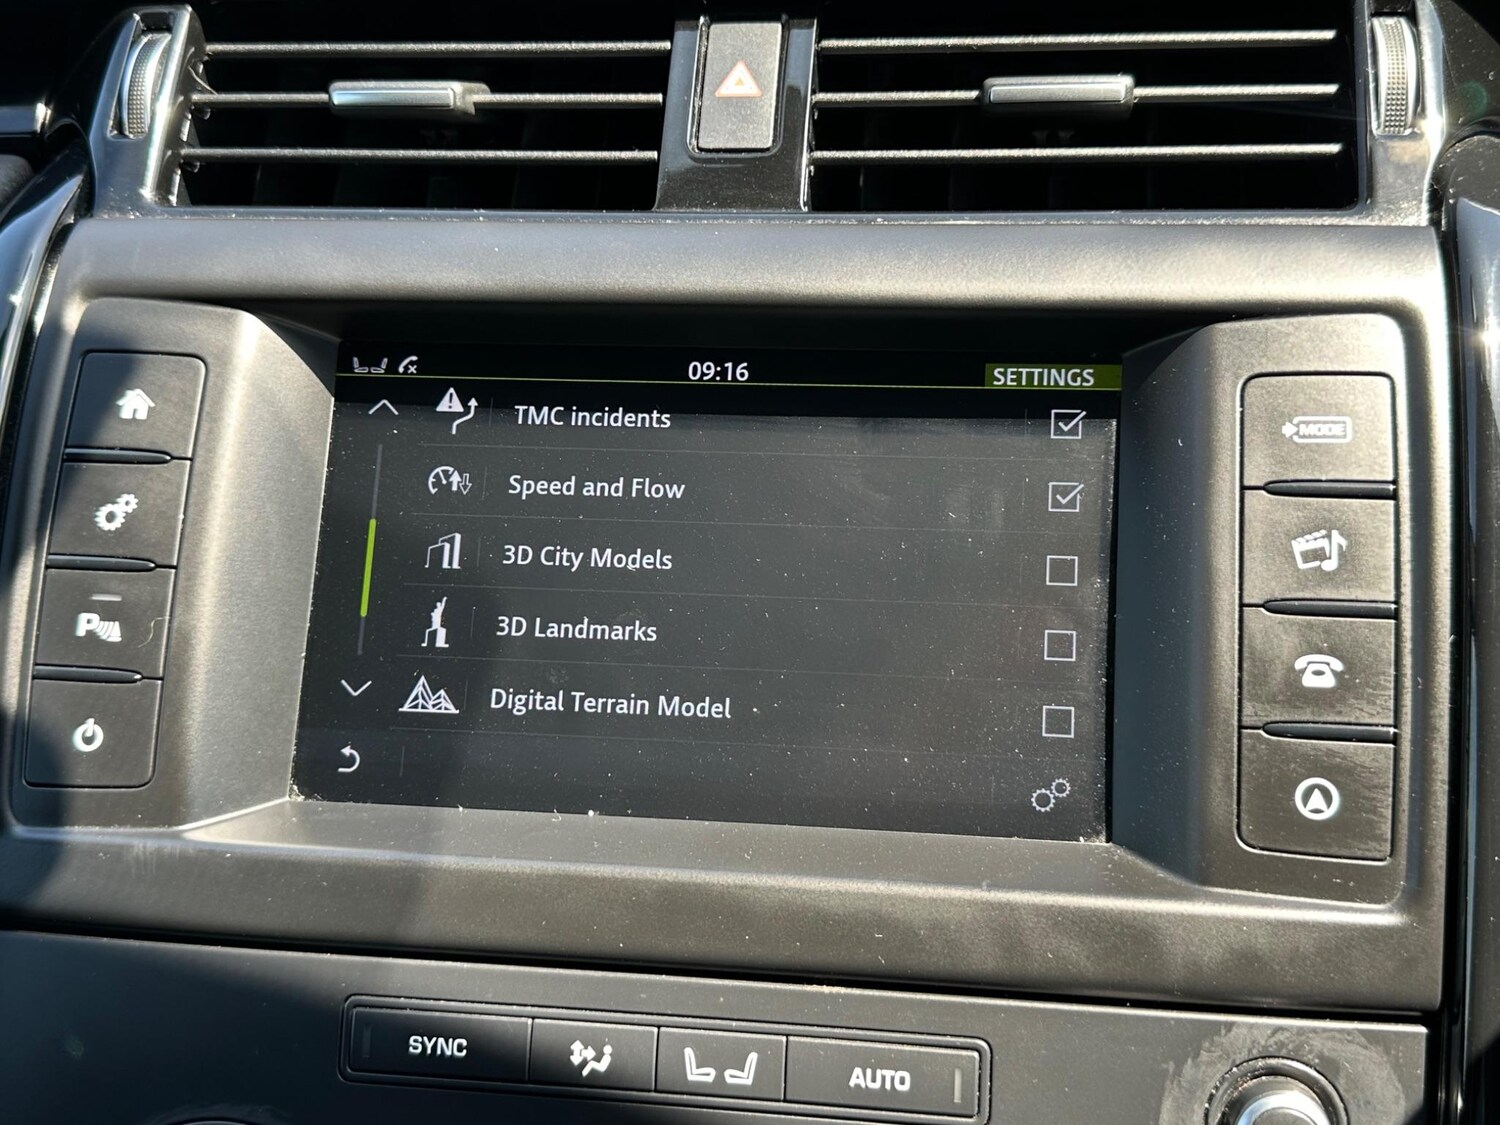 09:16
SETTINGS
TMC incidents
Speed and Flow
3D City Models
3D Landmarks
Digital Terrain Model
P
MODE
SYNC
AUTO